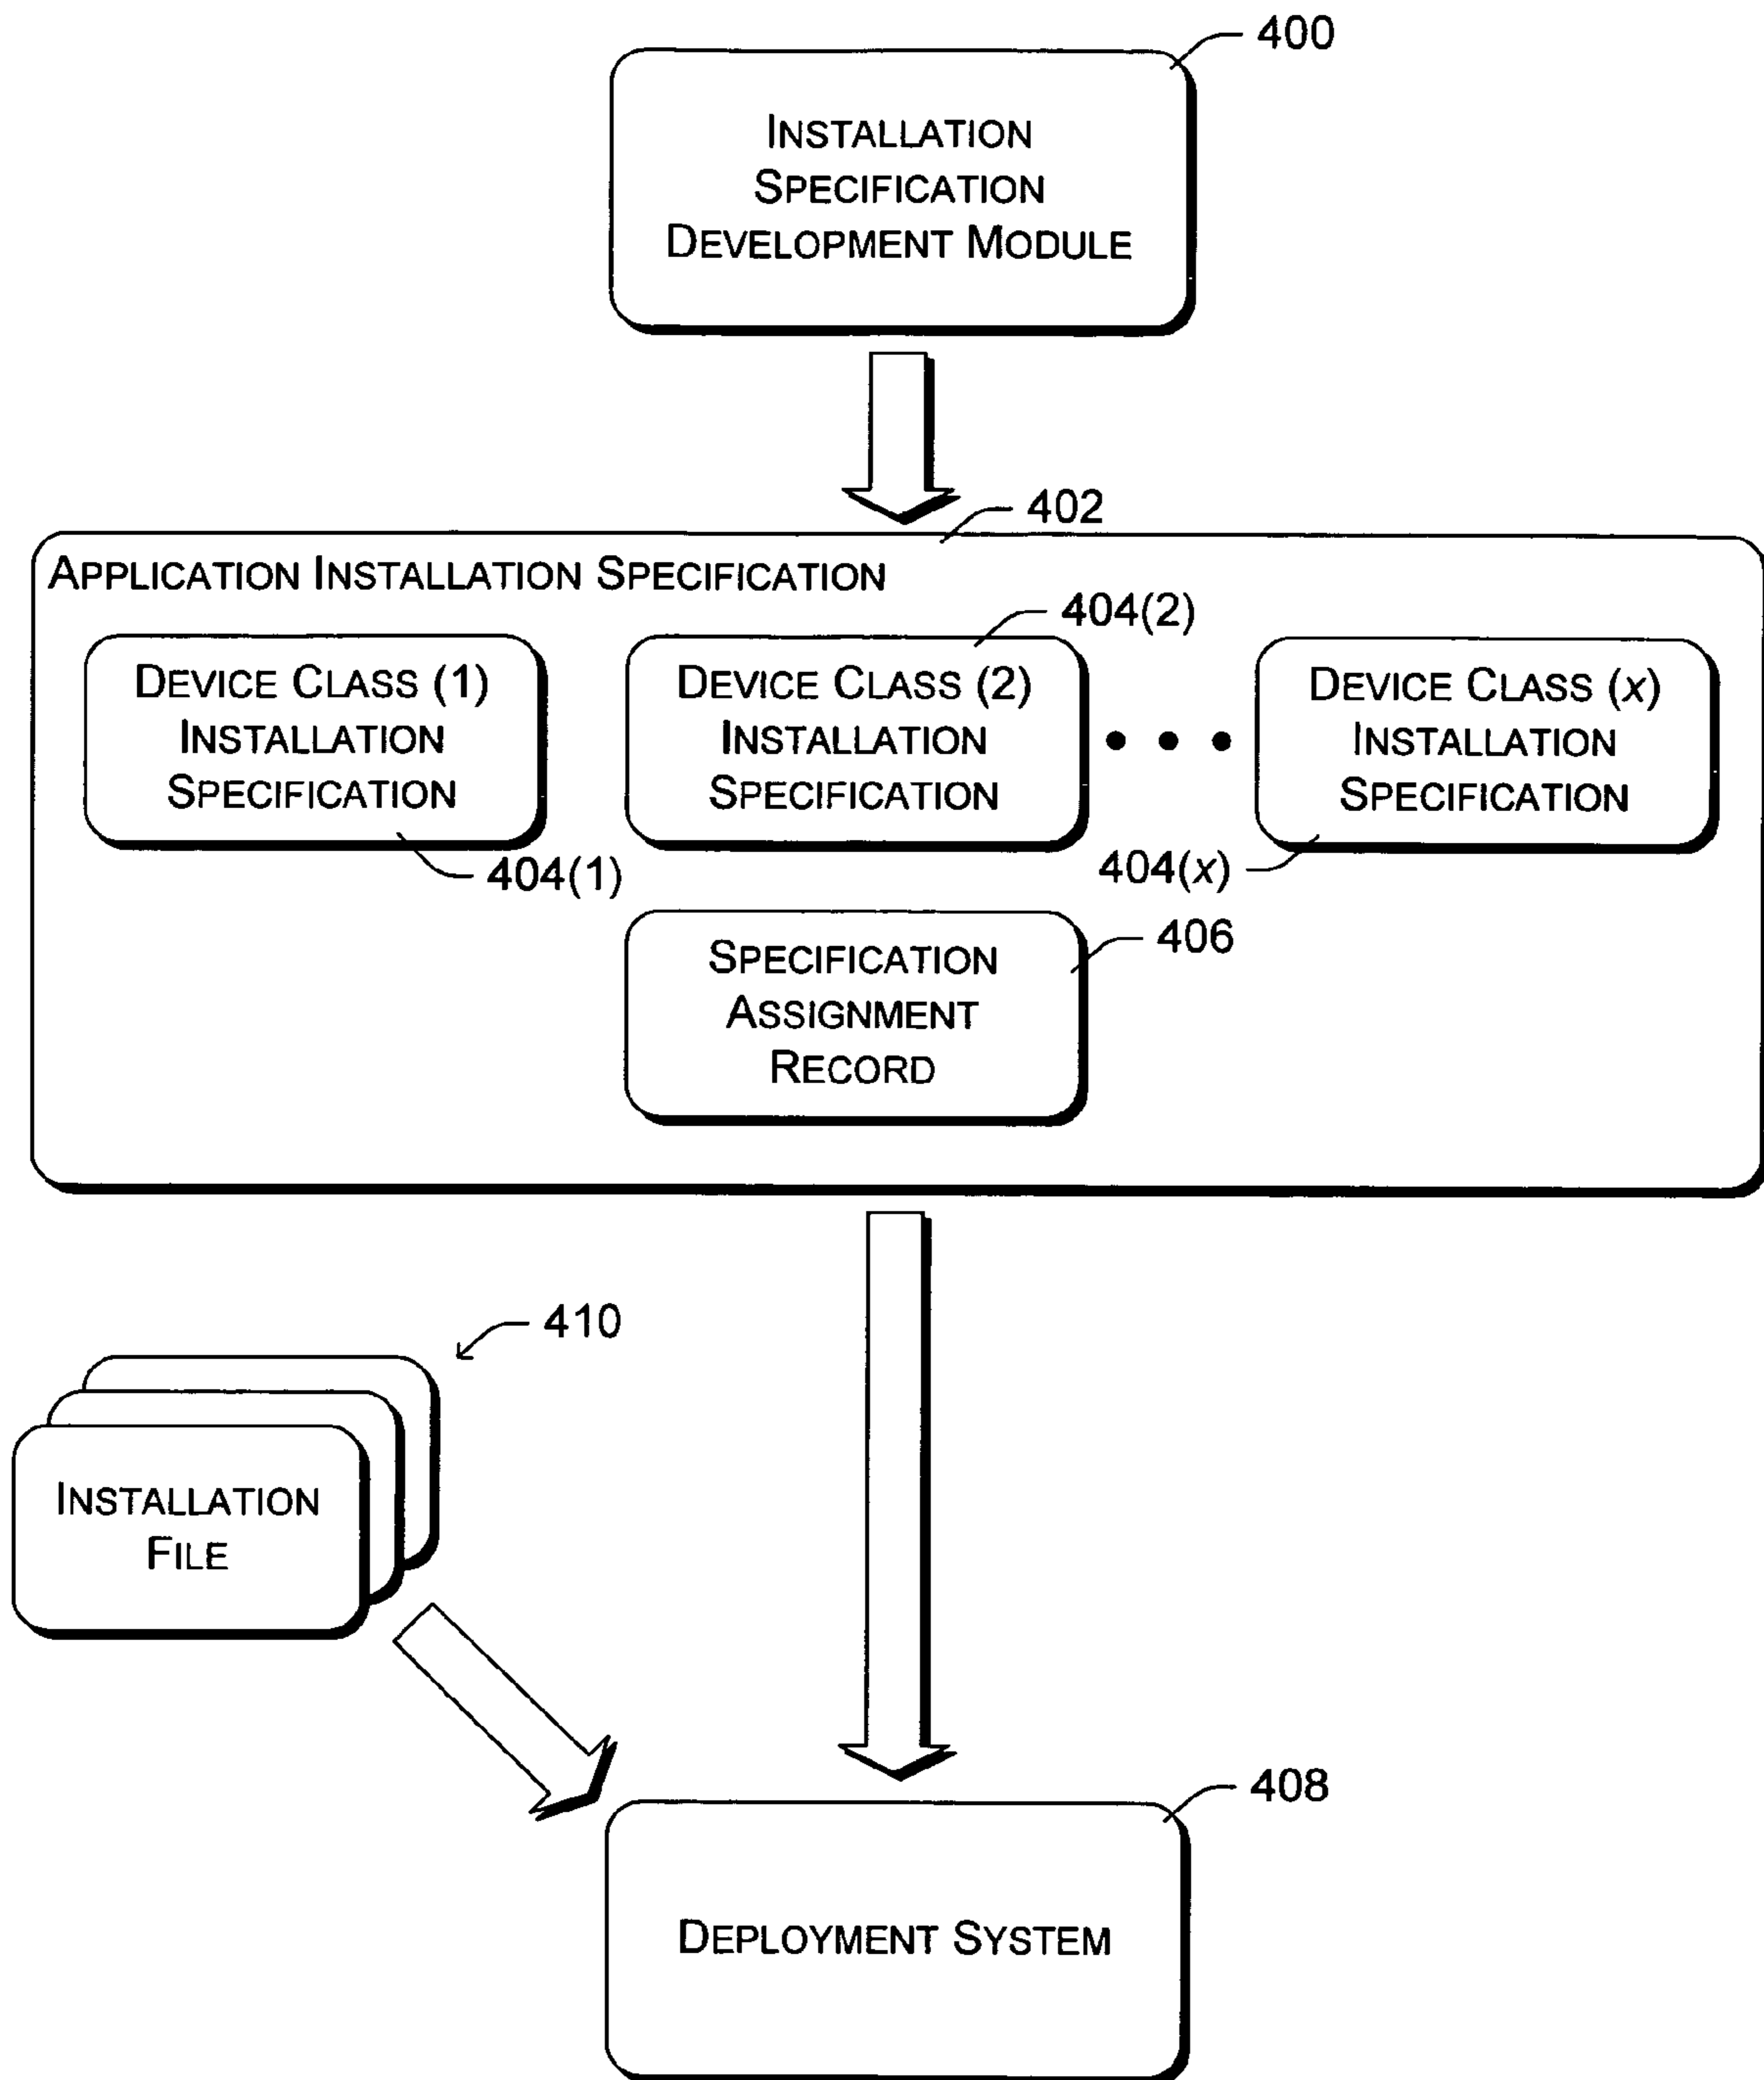 400
INSTALLATION
SPECIFICATION
DEVELOPMENT MODULE
402
APPLICATION INSTALLATION SPECIFICATION
404(2)
DEVICE CLASS (1)
INSTALLATION
SPECIFICATION
DEVICE CLASS (2)
INSTALLATION
SPECIFICATION
• • •
DEVICE CLASS (x)
INSTALLATION
SPECIFICATION
404(1)
404(x)
SPECIFICATION
ASSIGNMENT
RECORD
406
410
INSTALLATION
FILE
408
DEPLOYMENT SYSTEM